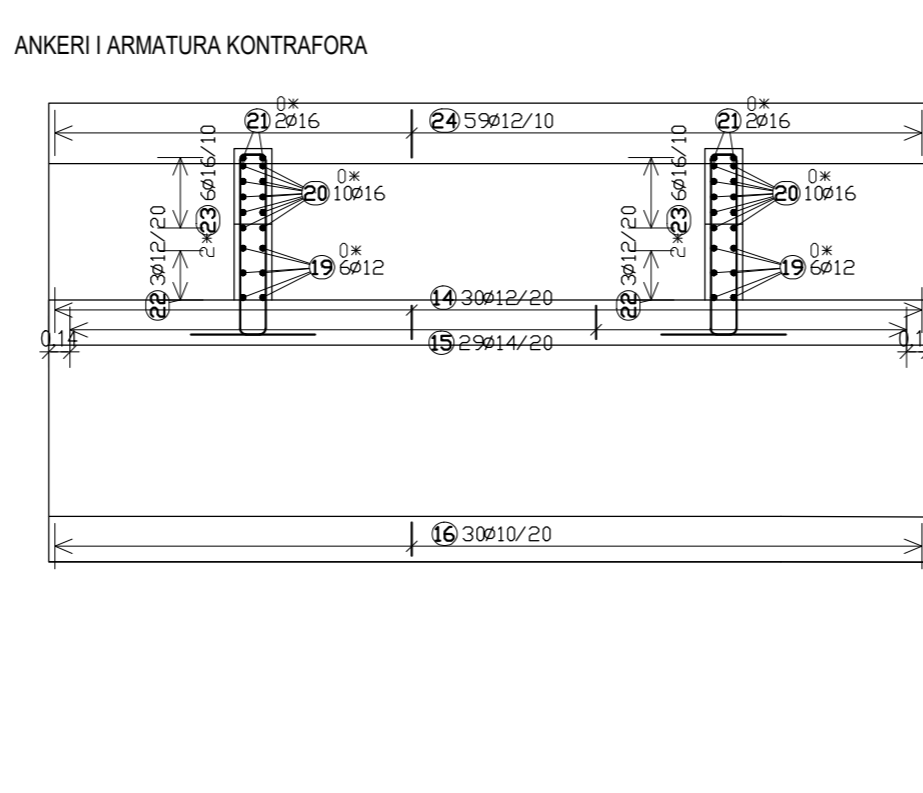 ANKERI I ARMATURA KONTRAFORA
0*
21 2ø16
24 59ø12/10
0*
21 2ø16
23 6ø16/10
2*
0*
20 10ø16
22 3ø12/20
0*
19 6ø12
23 6ø16/10
2*
0*
20 10ø16
22 3ø12/20
0*
19 6ø12
14 30ø12/20
0.14
15 29ø14/20
0.1
16 30ø10/20